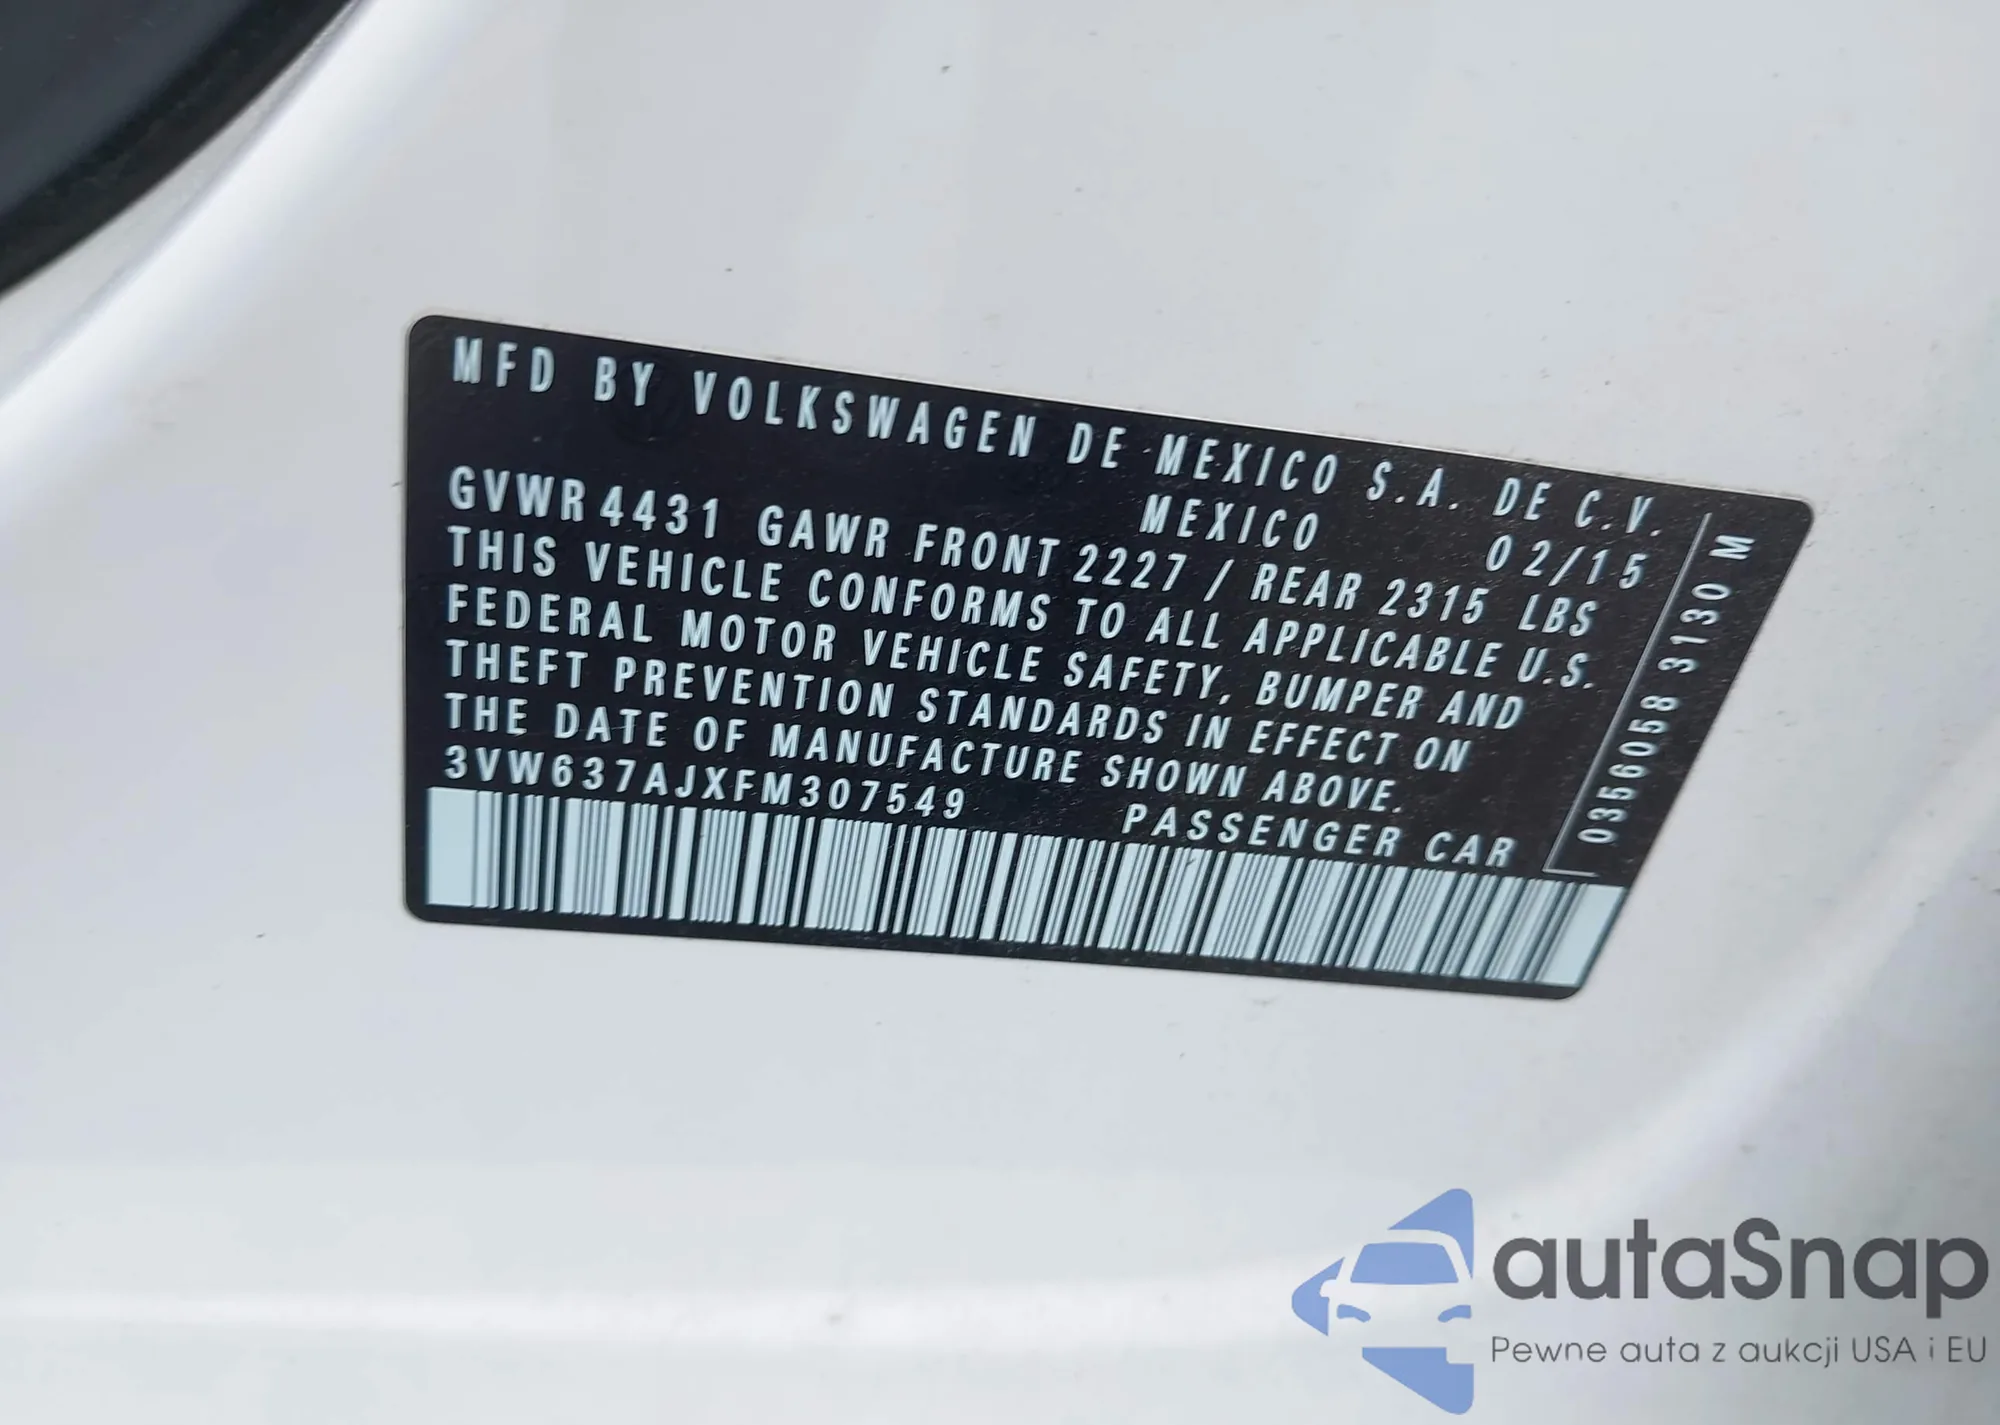 MFD BY VOLKSWAGEN DE MEXICO S.A. DE C.V.
MEXICO 02/15
GVWR 4431 GAWR FRONT 2227 / REAR 2315 LBS
THIS VEHICLE CONFORMS TO ALL APPLICABLE U.S.
FEDERAL MOTOR VEHICLE SAFETY, BUMPER AND
THEFT PREVENTION STANDARDS IN EFFECT ON
THE DATE OF MANUFACTURE SHOWN ABOVE.
3VW637AJXFM307549 PASSENGER CAR
0356058 3130 M
autaSnap
Pewne auta z aukcji USA i EU